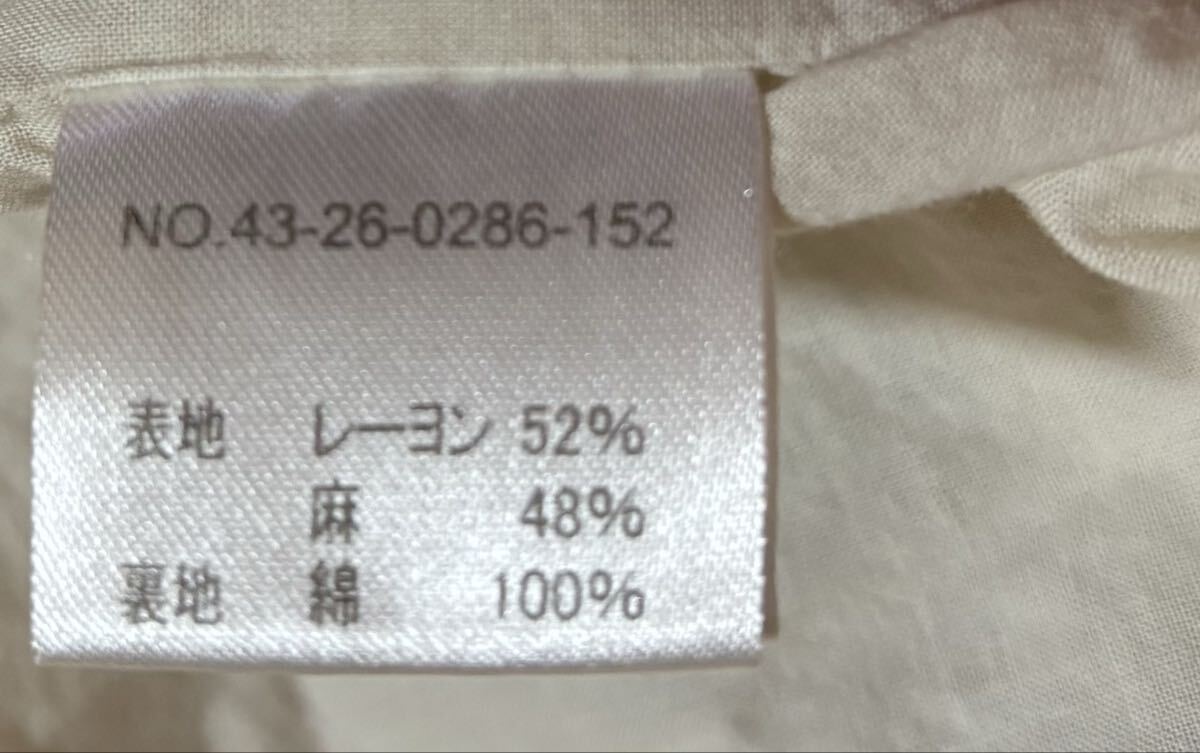 NO.43-26-0286-152
表地 レーヨン 52%
麻 48%
裏地 綿 100%